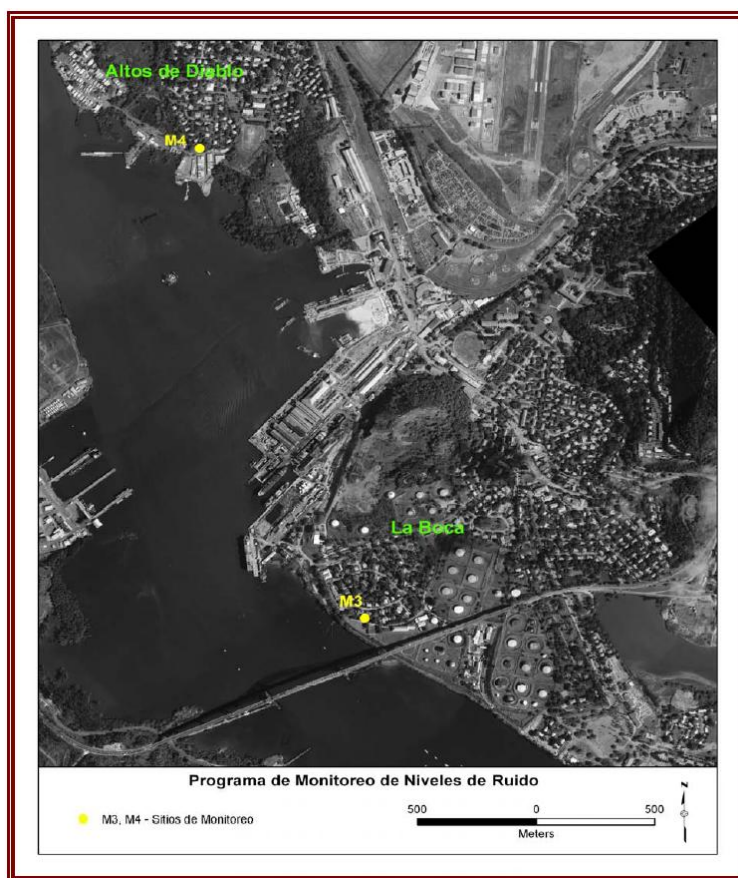 Altos de Diablo
M4
La Boca
M3
Programa de Monitoreo de Niveles de Ruido
M3, M4 - Sitios de Monitoreo
500 0 500
Meters
N